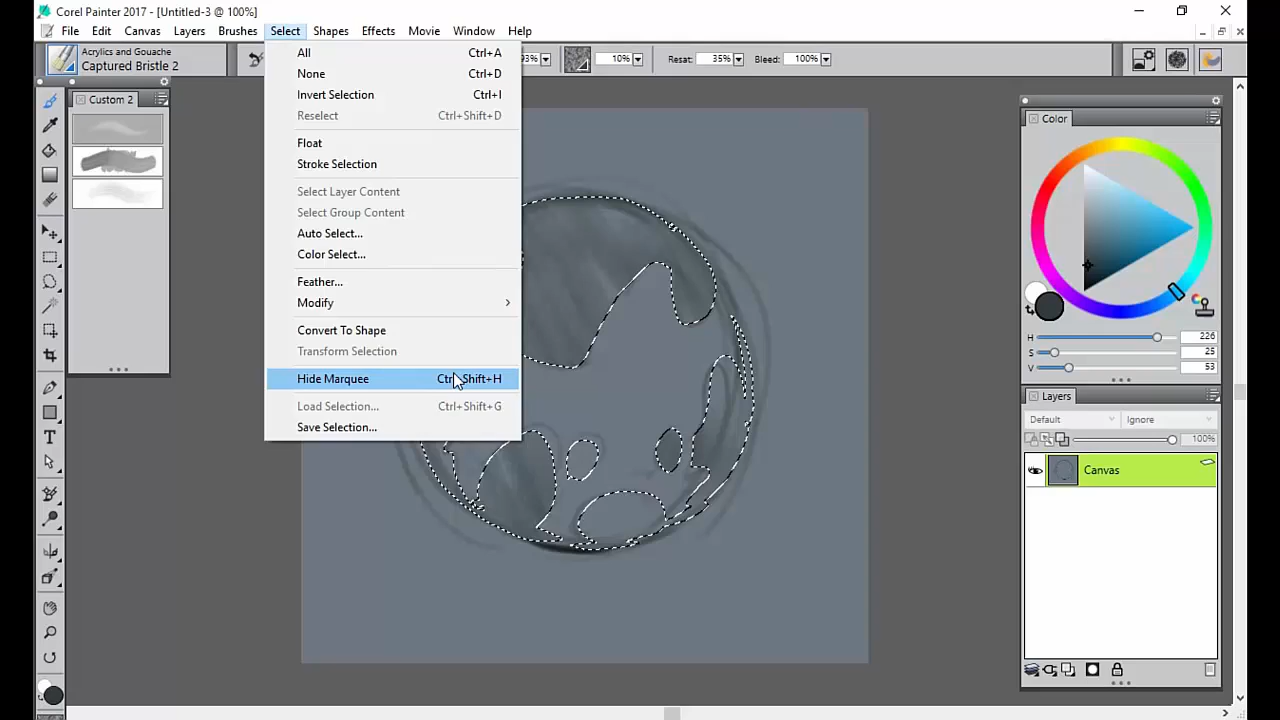 Corel Painter 2017 - [Untitled-3 @ 100%]
File Edit Canvas Layers Brushes Select Shapes Effects Movie Window Help
Acrylics and Gouache
Captured Bristle 2
93% 10% Resat: 35% Bleed: 100%
Custom 2
All Ctrl+A
None Ctrl+D
Invert Selection Ctrl+I
Reselect Ctrl+Shift+D
Float
Stroke Selection
Select Layer Content
Select Group Content
Auto Select...
Color Select...
Feather...
Modify
Convert To Shape
Transform Selection
Hide Marquee Ctrl+Shift+H
Load Selection... Ctrl+Shift+G
Save Selection...
Color
H 226
S 25
V 53
Layers
Default Ignore
100%
Canvas
T